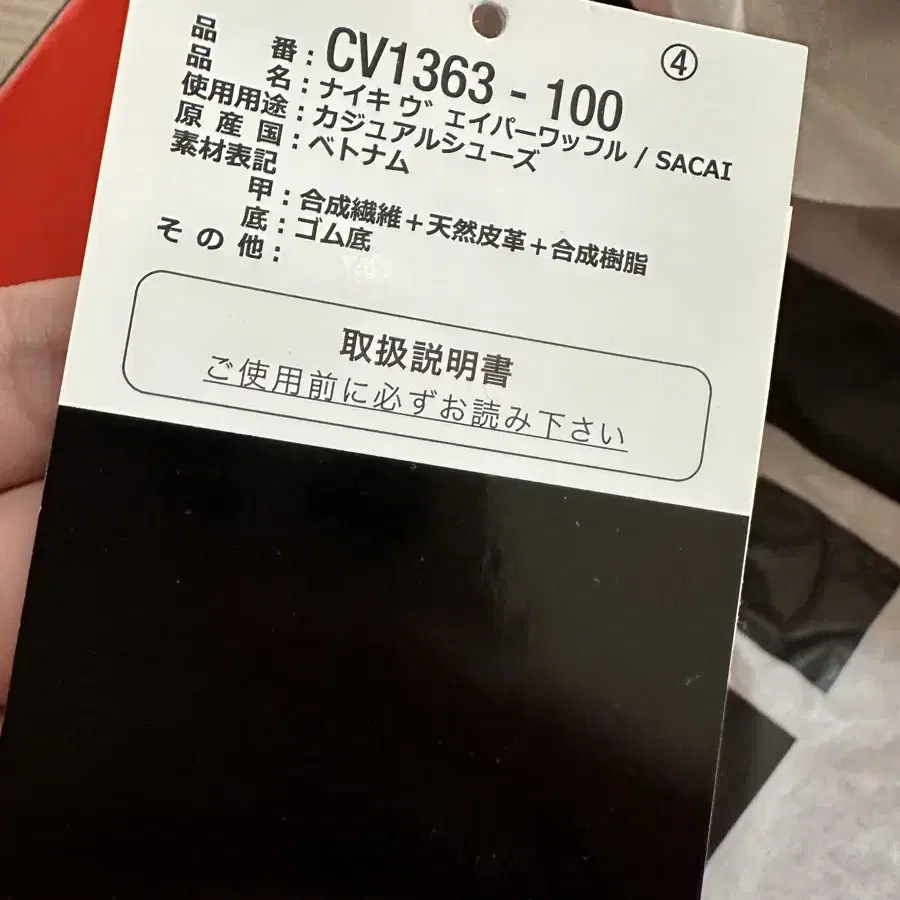 ④
品番:CV1363-100
品名:ナイキ ヴェイパーワッフル / SACAI
使用用途:カジュアルシューズ
原産国:ベトナム
素材表記
甲:合成繊維+天然皮革+合成樹脂
底:ゴム底
その他:
取扱説明書
ご使用前に必ずお読み下さい